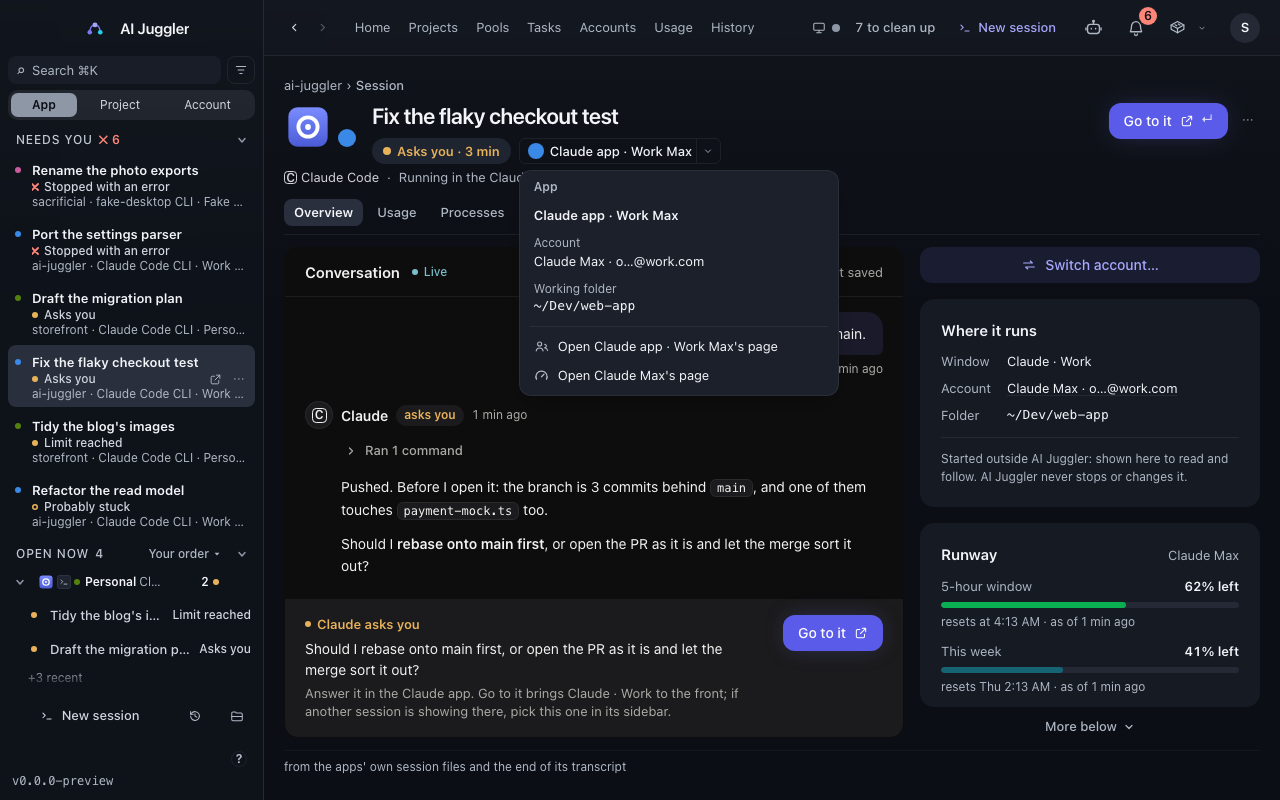 AI Juggler
Search ⌘K
App Project Account
NEEDS YOU 6
Rename the photo exports
Stopped with an error
sacrificial · fake-desktop CLI · Fake ...
Port the settings parser
Stopped with an error
ai-juggler · Claude Code CLI · Work ...
Draft the migration plan
Asks you
storefront · Claude Code CLI · Perso...
Fix the flaky checkout test
Asks you
ai-juggler · Claude Code CLI · Work ...
Tidy the blog's images
Limit reached
storefront · Claude Code CLI · Perso...
Refactor the read model
Probably stuck
ai-juggler · Claude Code CLI · Work ...
OPEN NOW 4 Your order
Personal Cl... 2
Tidy the blog's i... Limit reached
Draft the migration p... Asks you
+3 recent
New session
?
v0.0.0-preview
Home Projects Pools Tasks Accounts Usage History
7 to clean up
New session
6
S
ai-juggler › Session
Fix the flaky checkout test
Asks you · 3 min
Claude app · Work Max
Go to it
Claude Code · Running in the Claud
Overview Usage Processes
App
Claude app · Work Max
Account
Claude Max · o...@work.com
Working folder
~/Dev/web-app
Open Claude app · Work Max's page
Open Claude Max's page
Conversation Live
t saved
main.
min ago
Claude asks you 1 min ago
Ran 1 command
Pushed. Before I open it: the branch is 3 commits behind main, and one of them
touches payment-mock.ts too.
Should I rebase onto main first, or open the PR as it is and let the merge sort it
out?
Claude asks you
Should I rebase onto main first, or open the PR as it is and let the
merge sort it out?
Answer it in the Claude app. Go to it brings Claude · Work to the front; if
another session is showing there, pick this one in its sidebar.
Go to it
from the apps' own session files and the end of its transcript
Switch account...
Where it runs
Window Claude · Work
Account Claude Max · o...@work.com
Folder ~/Dev/web-app
Started outside AI Juggler: shown here to read and
follow. AI Juggler never stops or changes it.
Runway Claude Max
5-hour window 62% left
resets at 4:13 AM · as of 1 min ago
This week 41% left
resets Thu 2:13 AM · as of 1 min ago
More below